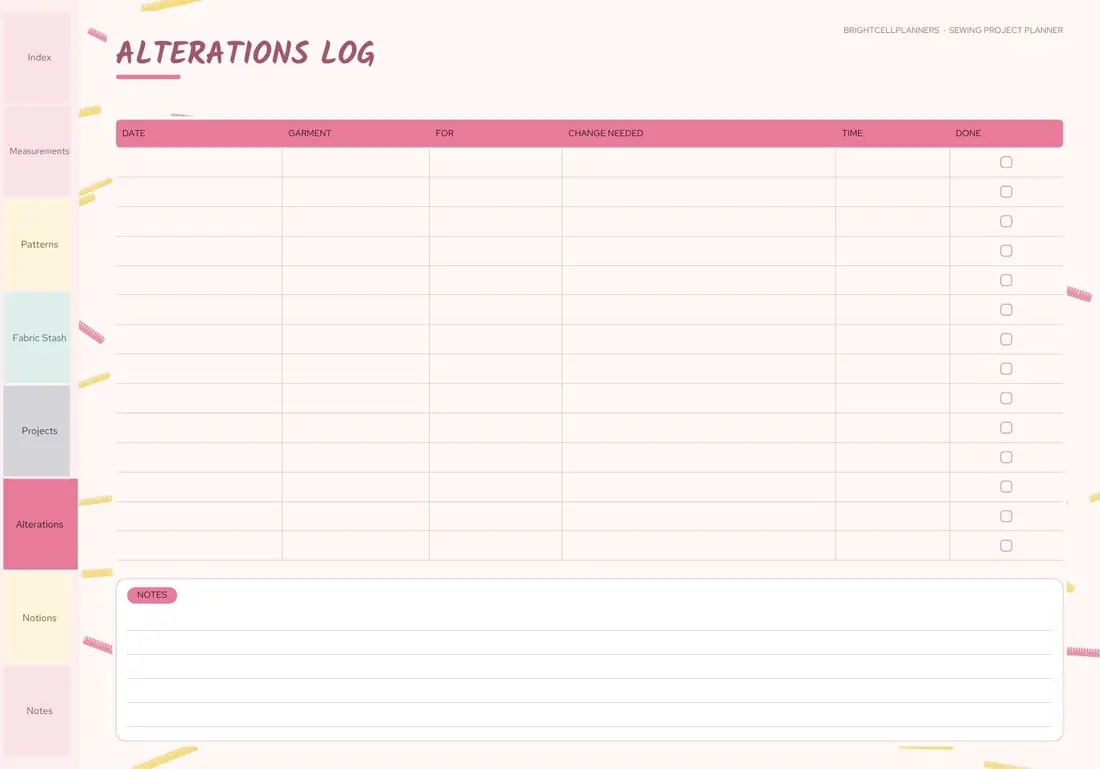 BRIGHTCELLPLANNERS · SEWING PROJECT PLANNER
ALTERATIONS LOG
Index
Measurements
Patterns
Fabric Stash
Projects
Alterations
Notions
Notes
DATE GARMENT FOR CHANGE NEEDED TIME DONE
NOTES